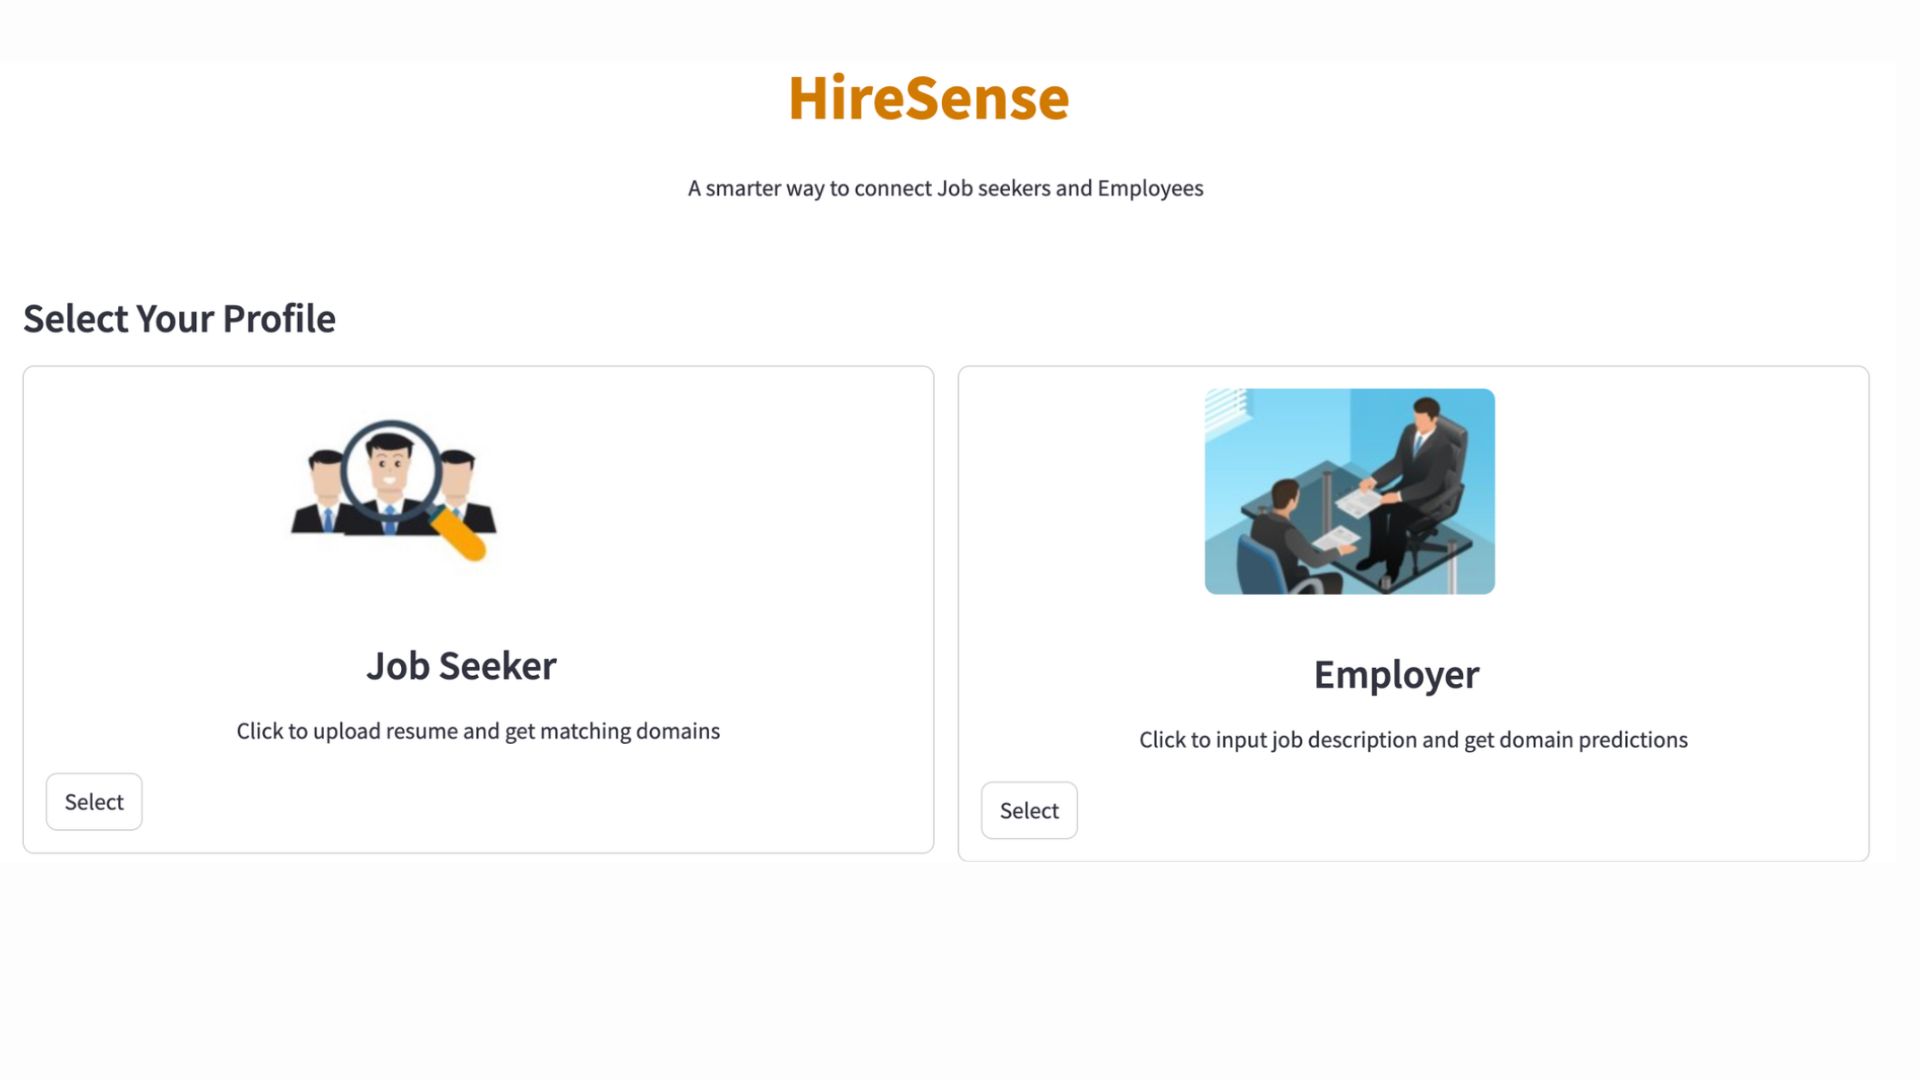 HireSense
A smarter way to connect Job seekers and Employees
Select Your Profile
Job Seeker
Click to upload resume and get matching domains
Select
Employer
Click to input job description and get domain predictions
Select